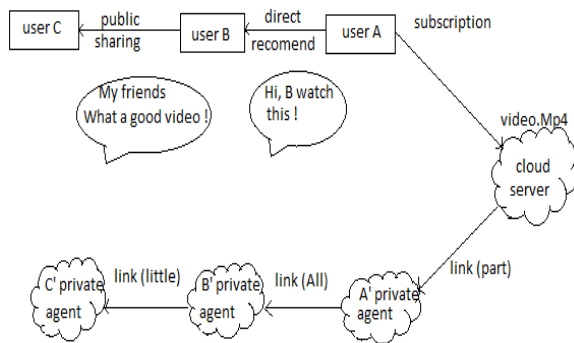 user C
public
sharing
user B
direct
recomend
user A
subscription
My friends
What a good video !
Hi, B watch
this !
video.Mp4
cloud
server
link (part)
C' private
agent
link (little)
B' private
agent
link (All)
A' private
agent